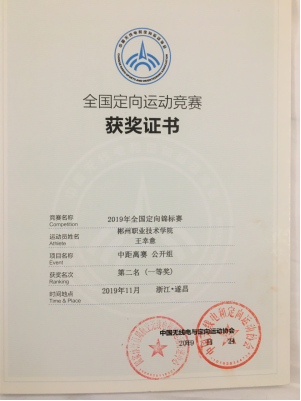 全国定向运动竞赛
获奖证书
竞赛名称
Competition
2019年全国定向锦标赛
运动员姓名
Athlete
郴州职业技术学院
项目名称
Event
中距离赛 公开组
获奖名次
Ranking
第二名（一等奖）
时间地点
Time & Place
2019年11月 浙江·遂昌
中国无线电与定向运动协会
2019 月 日